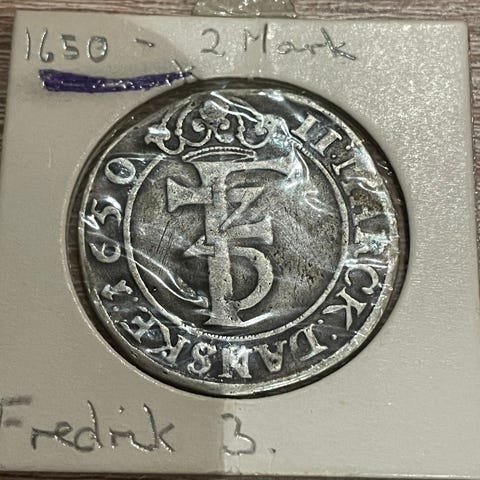 1650 - 2 Mark
II·MARCK·DANSKE·1650
Fredrik 3.